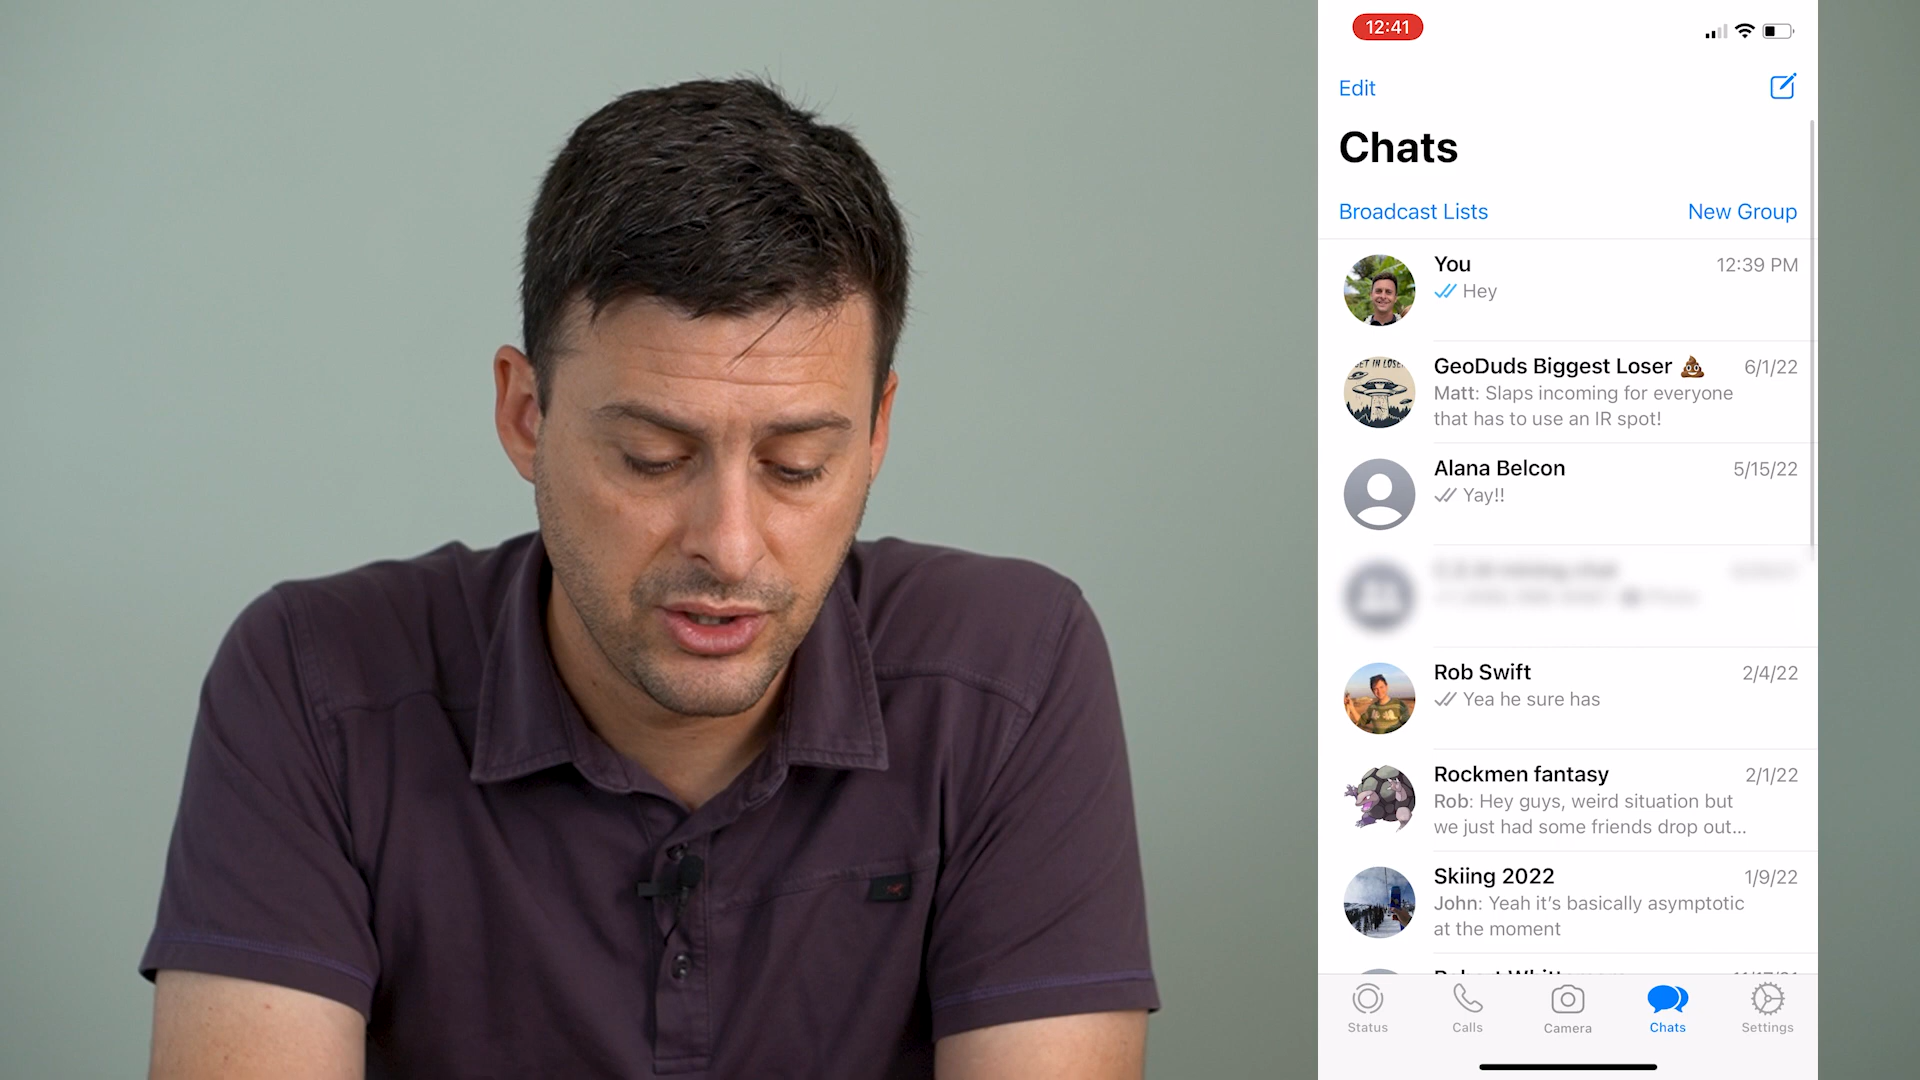 12:41
Edit
Chats
Broadcast Lists
New Group
You
12:39 PM
Hey
ET IN LOSE
GeoDuds Biggest Loser 💩
6/1/22
Matt: Slaps incoming for everyone
that has to use an IR spot!
Alana Belcon
5/15/22
Yay!!
Rob Swift
2/4/22
Yea he sure has
Rockmen fantasy
2/1/22
Rob: Hey guys, weird situation but
we just had some friends drop out...
Skiing 2022
1/9/22
John: Yeah it's basically asymptotic
at the moment
Status
Calls
Camera
Chats
Settings